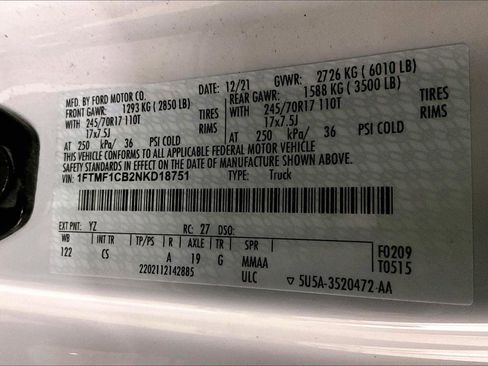 MFD. BY FORD MOTOR CO.
12/21 GVWR: 2726 KG ( 6010 LB)
FRONT GAWR: 1293 KG ( 2850 LB) REAR GAWR: 1588 KG ( 3500 LB)
WITH 245/70R17 110T TIRES WITH 245/70R17 110T TIRES
17x7.5J RIMS 17x7.5J RIMS
AT 250 kPa/ 36 PSI COLD AT 250 kPa/ 36 PSI COLD
THIS VEHICLE CONFORMS TO ALL APPLICABLE FEDERAL MOTOR VEHICLE
SAFETY STANDARDS IN EFFECT ON THE DATE OF MANUFACTURE SHOWN ABOVE.
VIN: 1FTMF1CB2NKD18751 TYPE: Truck
EXT PNT: YZ RC: 27 DSO:
WB INT TR TP/PS R AXLE TR SPR
122 CS A 19 G MMAA
F0209
T0515
2202112142885 ULC
5U5A-3520472-AA